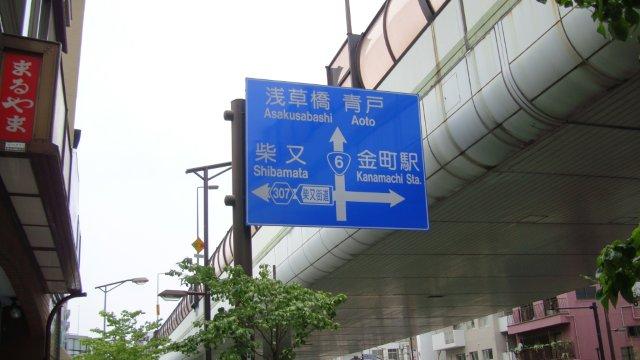 まるやま
浅草橋 青戸
Asakusabashi Aoto
柴又
Shibamata
6
金町駅
Kanamachi Sta.
307
柴又街道